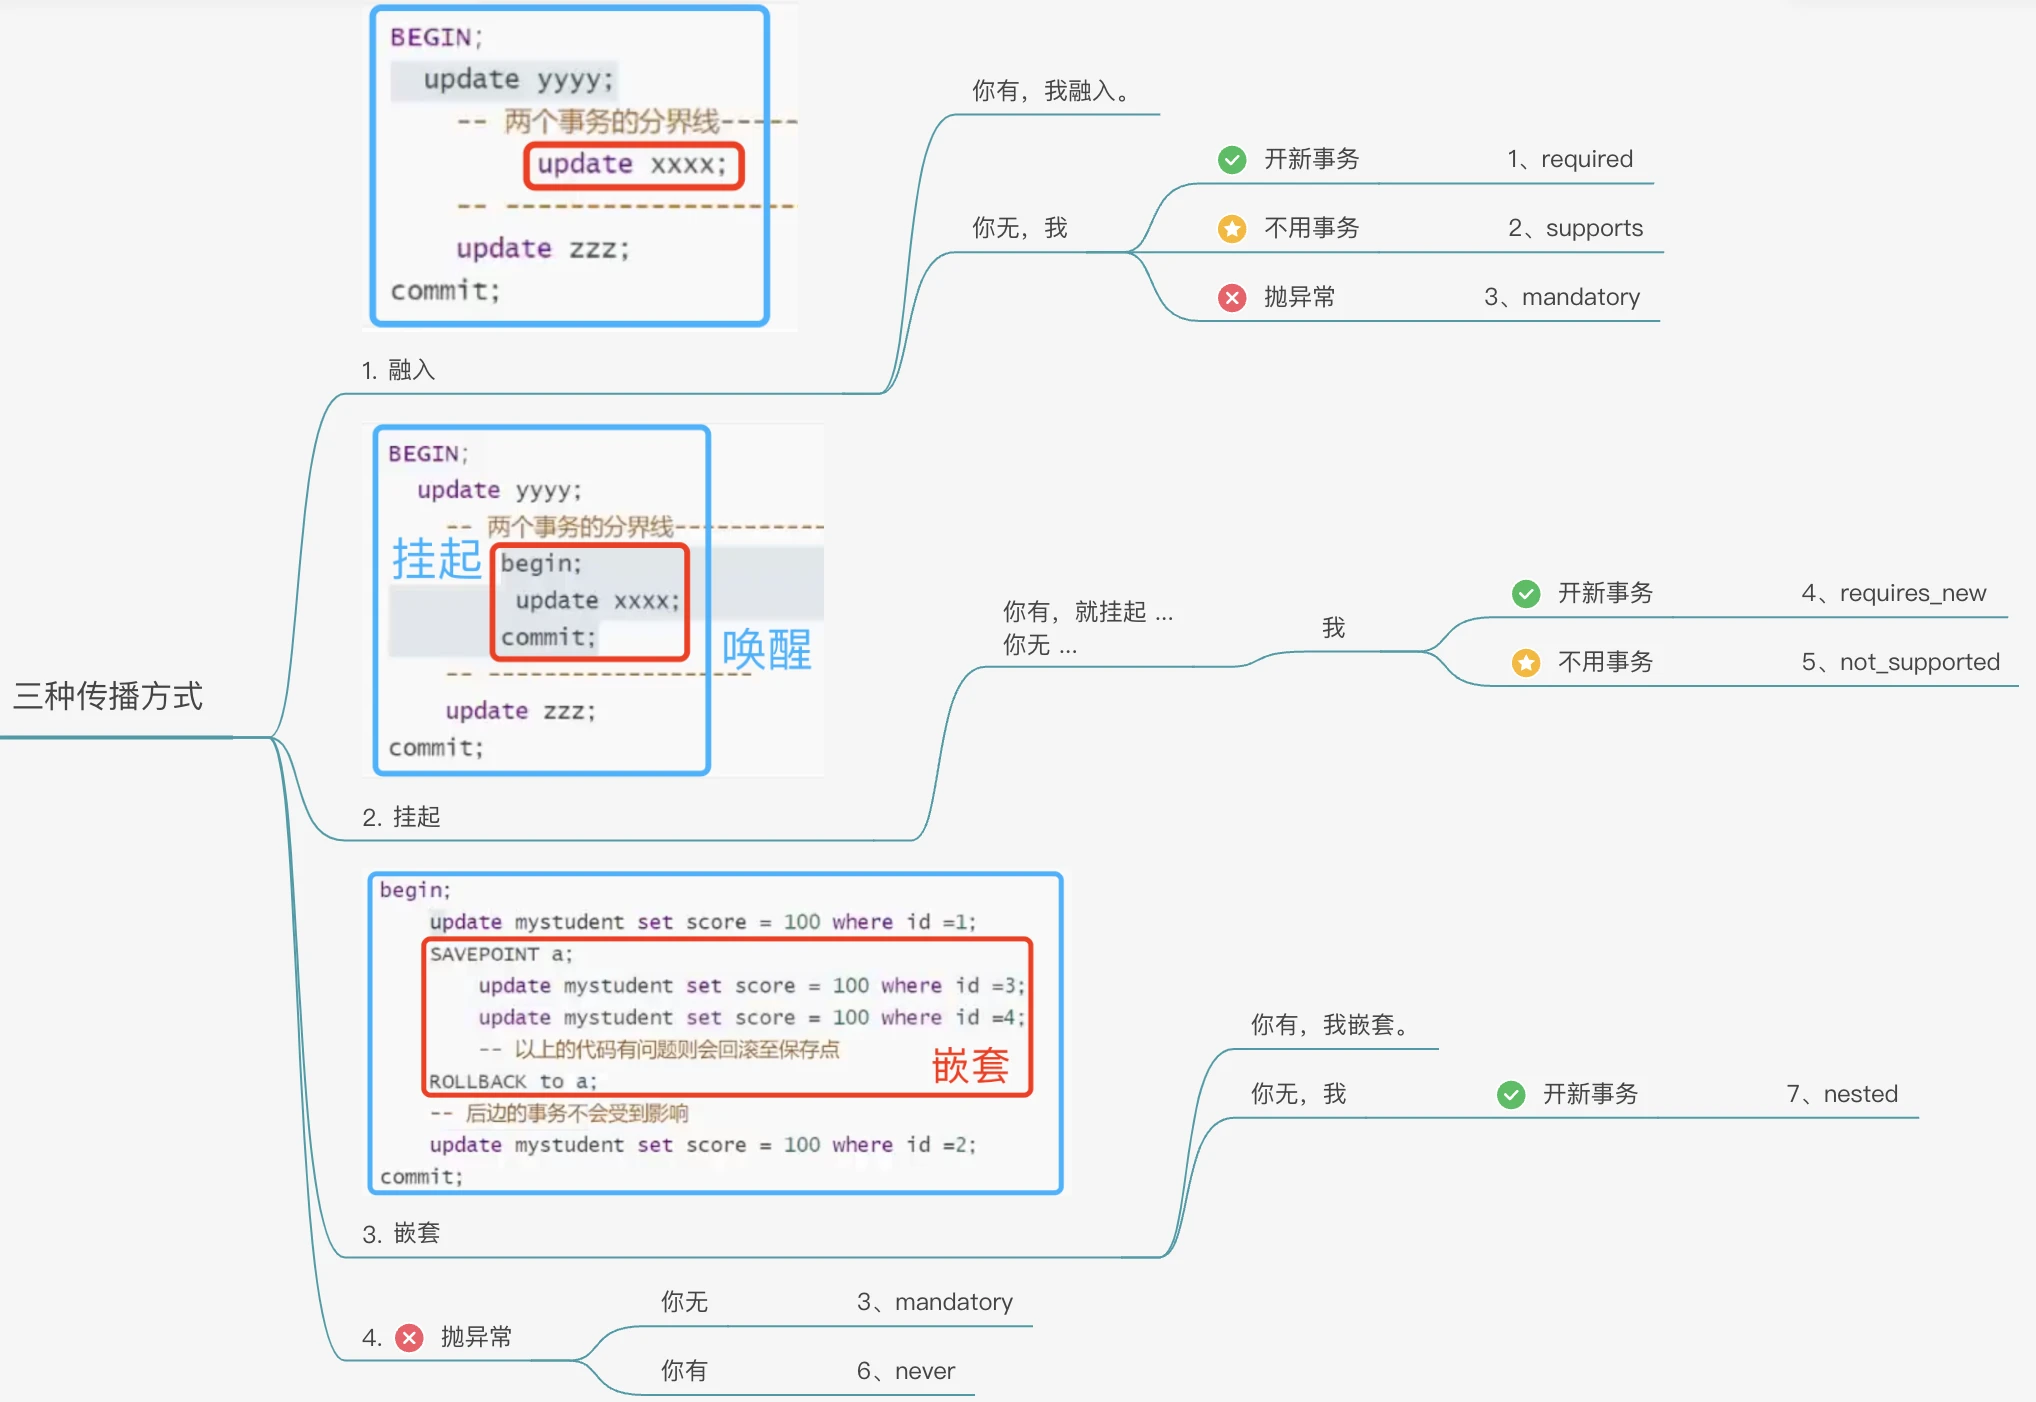 三种传播方式
BEGIN;
update yyyy;
-- 两个事务的分界线------
update xxxx;
-- --------------------
update zzz;
commit;
1. 融入
你有，我融入。
你无，我
开新事务 1、required
不用事务 2、supports
抛异常 3、mandatory
BEGIN;
update yyyy;
-- 两个事务的分界线-----------
挂起
begin;
update xxxx;
commit;
唤醒
-- -------------------
update zzz;
commit;
2. 挂起
你有，就挂起 ...
你无 ...
我
开新事务 4、requires_new
不用事务 5、not_supported
begin;
update mystudent set score = 100 where id =1;
SAVEPOINT a;
update mystudent set score = 100 where id =3;
update mystudent set score = 100 where id =4;
-- 以上的代码有问题则会回滚至保存点
嵌套
ROLLBACK to a;
-- 后边的事务不会受到影响
update mystudent set score = 100 where id =2;
commit;
3. 嵌套
你有，我嵌套。
你无，我 开新事务 7、nested
4. 抛异常
你无 3、mandatory
你有 6、never